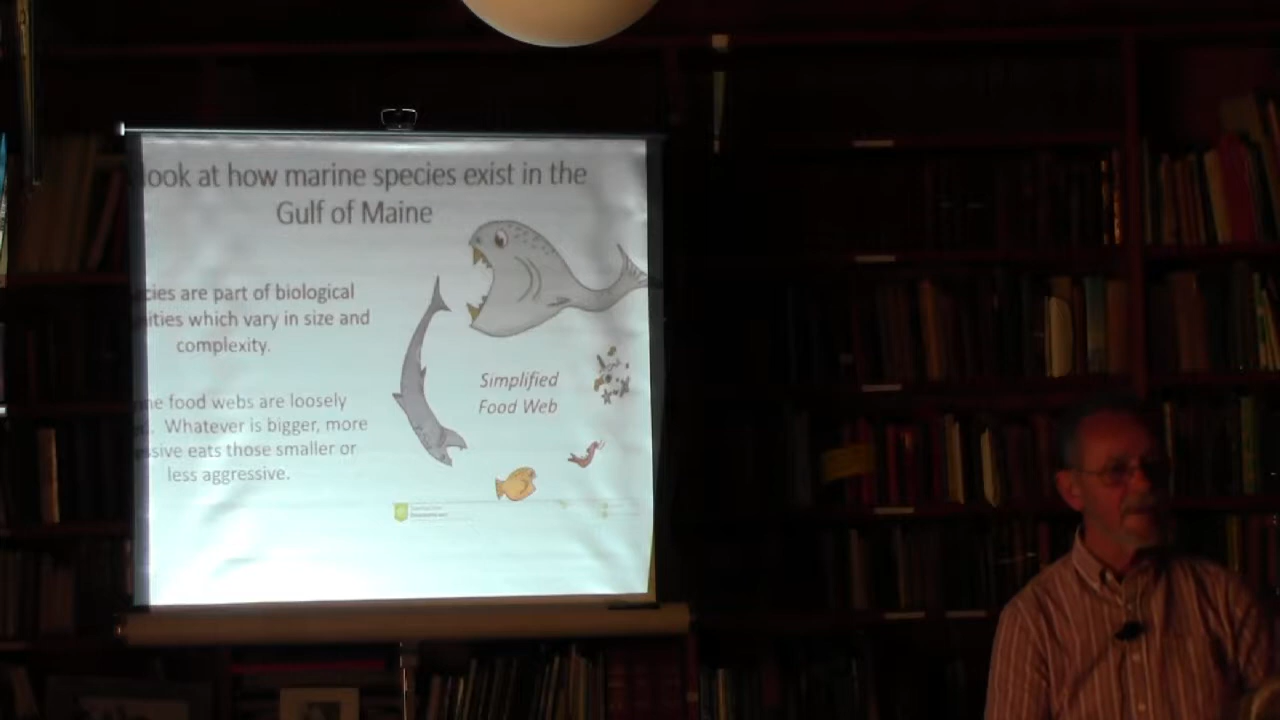 look at how marine species exist in the
Gulf of Maine
cies are part of biological
ities which vary in size and
complexity.
ne food webs are loosely
Whatever is bigger, more
ssive eats those smaller or
less aggressive.
Simplified
Food Web